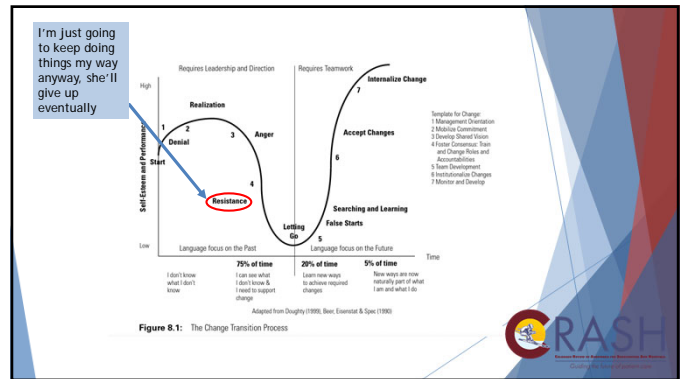 I'm just going
to keep doing
things my way
anyway, she'll
give up
eventually
Requires Leadership and Direction
Requires Teamwork
High
Self-Esteem and Performance
Low
Internalize Change
7
Realization
1
2
3
Anger
Denial
Start
Accept Changes
6
4
Resistance
Searching and Learning
False Starts
Letting
Go
5
Language focus on the Past
Language focus on the Future
Time
Template for Change:
1 Management Orientation
2 Mobilize Commitment
3 Develop Shared Vision
4 Foster Consensus: Train
and Change Roles and
Accountabilities
5 Team Development
6 Institutionalize Changes
7 Monitor and Develop
75% of time
20% of time
5% of time
I don't know
what I don't
know
I can see what
I don't know &
I need to support
change
Learn new ways
to achieve required
changes
New ways are now
naturally part of what
I am and what I do
Adapted from Doughty (1989), Beer, Eisenstat & Spec (1990)
Figure 8.1: The Change Transition Process
CRASH